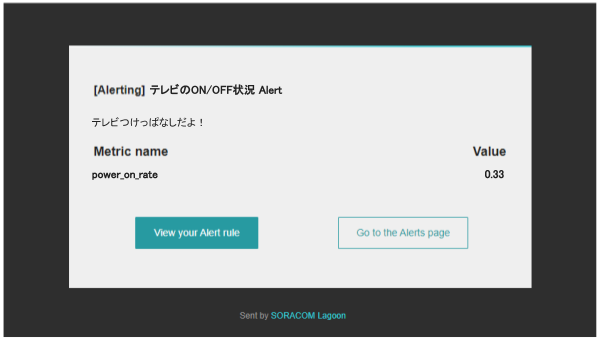 [Alerting] テレビのON/OFF状況 Alert
テレビつけっぱなしだよ！
Metric name Value
power_on_rate 0.33
View your Alert rule Go to the Alerts page
Sent by SORACOM Lagoon